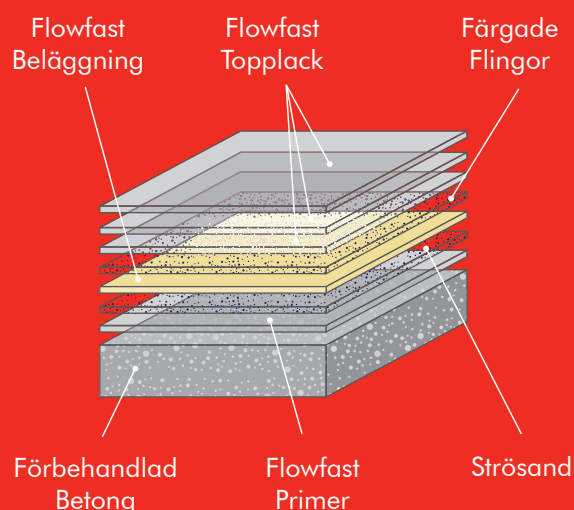 Flowfast
Beläggning
Flowfast
Topplack
Färgade
Flingor
Förbehandlad
Betong
Flowfast
Primer
Strösand